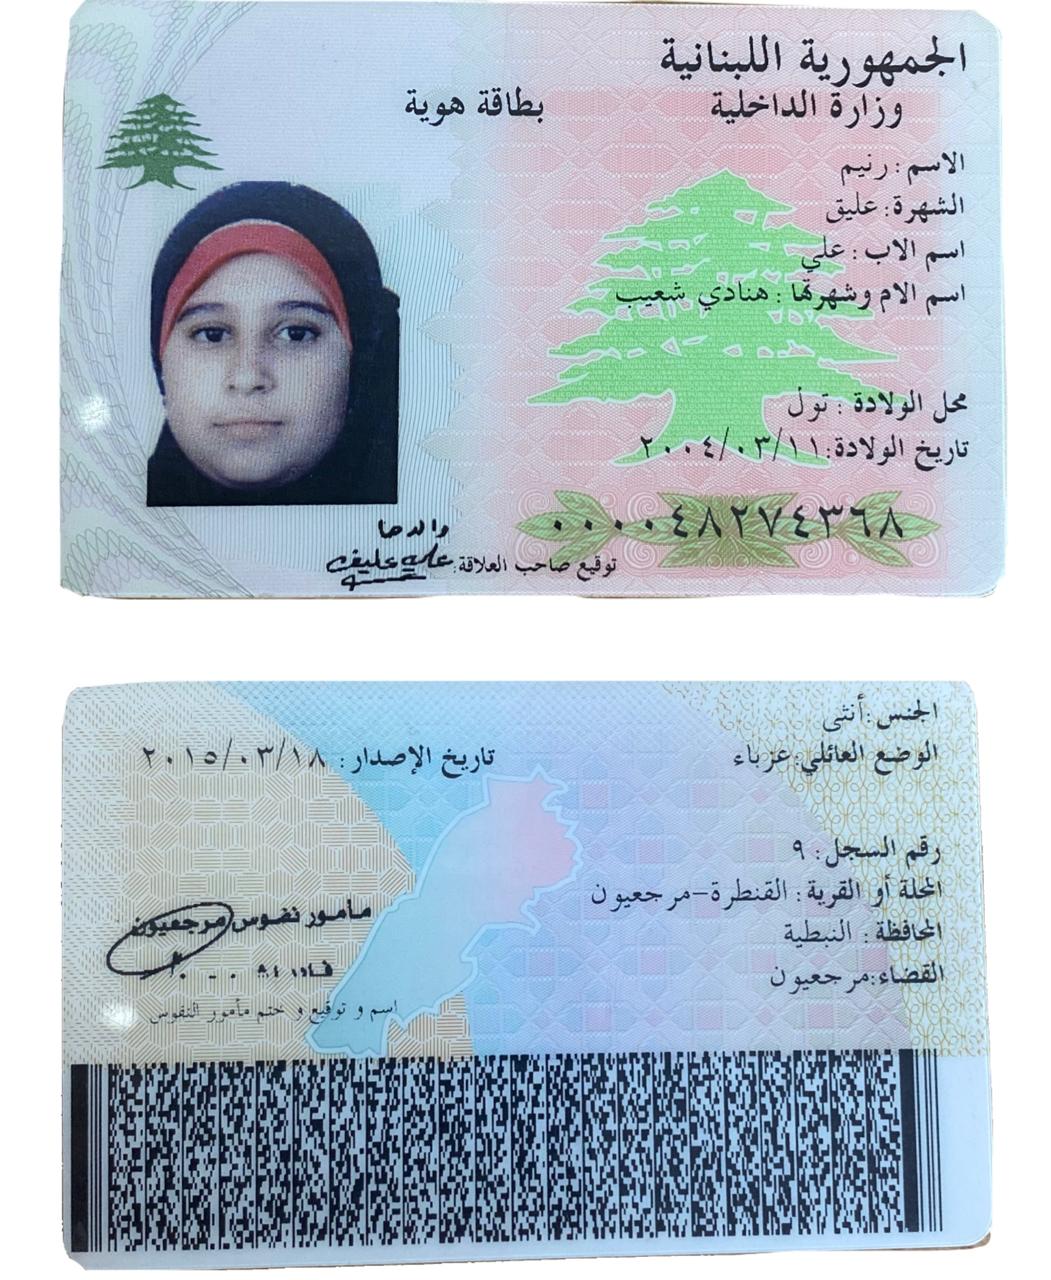 الجمهورية اللبنانية
وزارة الداخلية
بطاقة هوية
الاسم : رنيم
الشهرة : عليق
اسم الاب : علي
اسم الام وشهرتها : هنادي شعيب
محل الولادة : تول
تاريخ الولادة: ٢٠٠٤/٠٣/١١
٠٠٠٠٤٨٢٧٤٣٦٨
توقيع صاحب العلاقة:
والدها
علي عليق
الجنس : أنثى
الوضع العائلي: عزباء
تاريخ الإصدار : ٢٠١٥/٠٣/١٨
رقم السجل: ٩
المحلة أو القرية : القنطرة-مرجعيون
المحافظة : النبطية
القضاء:مرجعيون
مأمور نفوس مرجعيون
اسم و توقيع و ختم مأمور النفوس